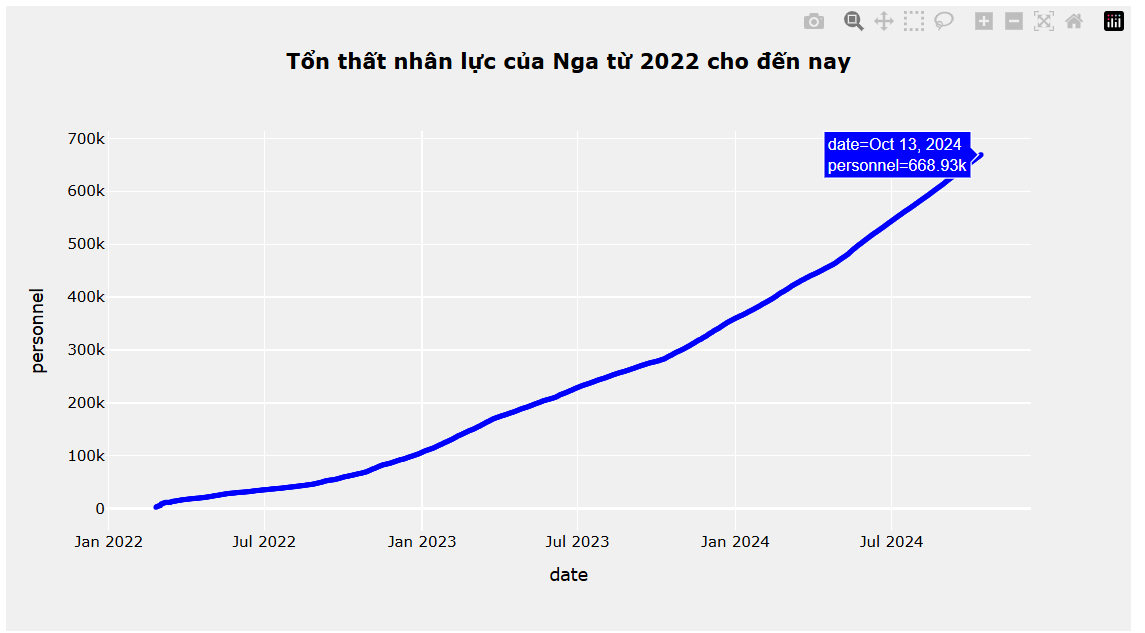 Tổn thất nhân lực của Nga từ 2022 cho đến nay
700k
date=Oct 13, 2024
personnel=668.93k
600k
500k
400k
300k
200k
100k
0
personnel
Jan 2022 Jul 2022 Jan 2023 Jul 2023 Jan 2024 Jul 2024
date